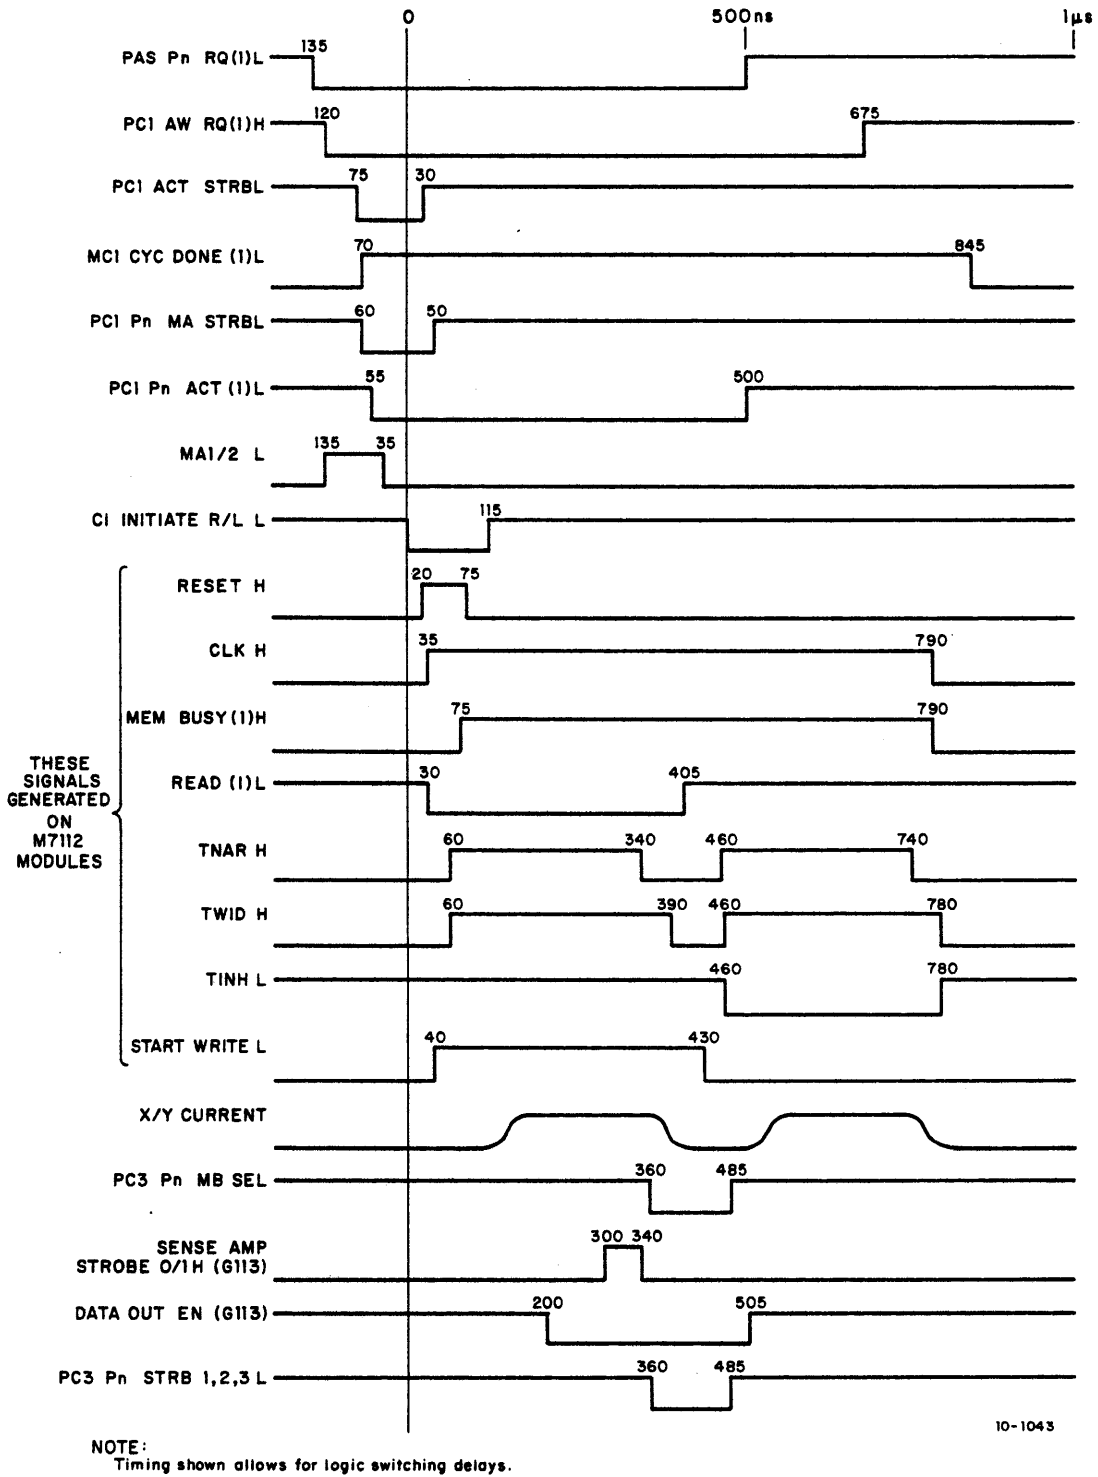 0 500ns 1µs
135
PAS Pn RQ(1)L
120 675
PC1 AW RQ(1)H
75 30
PC1 ACT STRBL
70 845
MC1 CYC DONE (1)L
60 50
PC1 Pn MA STRBL
55 500
PC1 Pn ACT (1)L
135 35
MA1/2 L
115
C1 INITIATE R/L L
20 75
RESET H
35 790
CLK H
75 790
MEM BUSY (1)H
30 405
READ (1)L
THESE
SIGNALS
GENERATED
ON
M7112
MODULES
60 340 460 740
TNAR H
60 390 460 780
TWID H
460 780
TINH L
40 430
START WRITE L
X/Y CURRENT
360 485
PC3 Pn MB SEL
300 340
SENSE AMP
STROBE 0/1H (G113)
200 505
DATA OUT EN (G113)
360 485
PC3 Pn STRB 1,2,3 L
10-1043
NOTE:
Timing shown allows for logic switching delays.